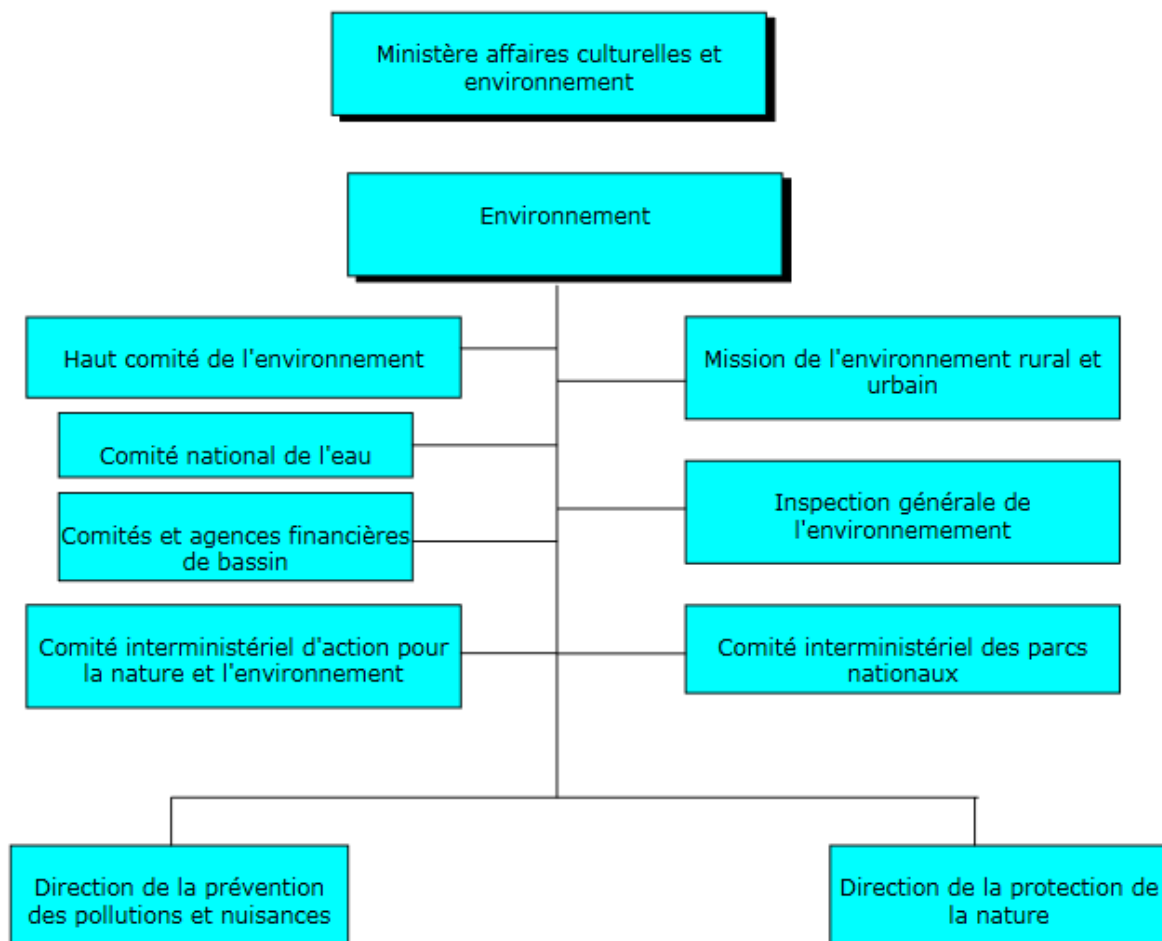 Ministère affaires culturelles et
environnement
Environnement
Haut comité de l'environnement
Mission de l'environnement rural et
urbain
Comité national de l'eau
Inspection générale de
l'environnemement
Comités et agences financières
de bassin
Comité interministériel d'action pour
la nature et l'environnement
Comité interministériel des parcs
nationaux
Direction de la prévention
des pollutions et nuisances
Direction de la protection de
la nature